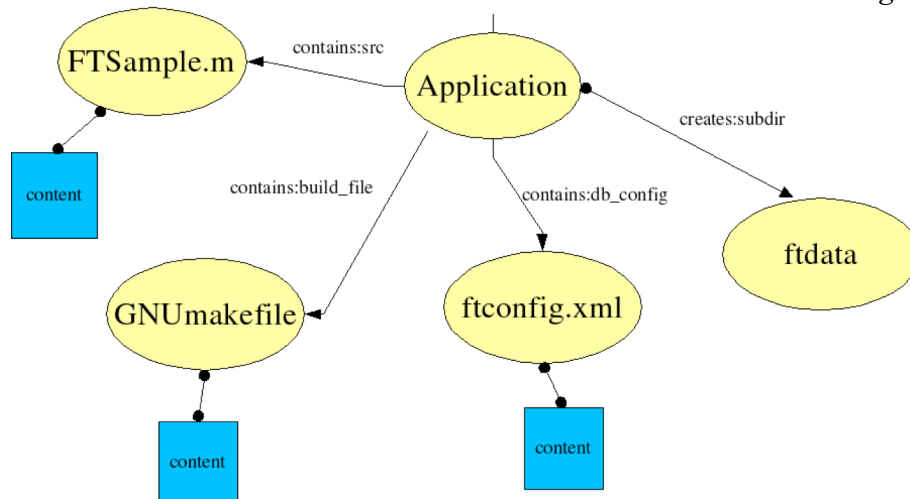 g
FTSample.m
contains:src
Application
creates:subdir
content
contains:build_file
contains:db_config
ftdata
GNUmakefile
ftconfig.xml
content
content